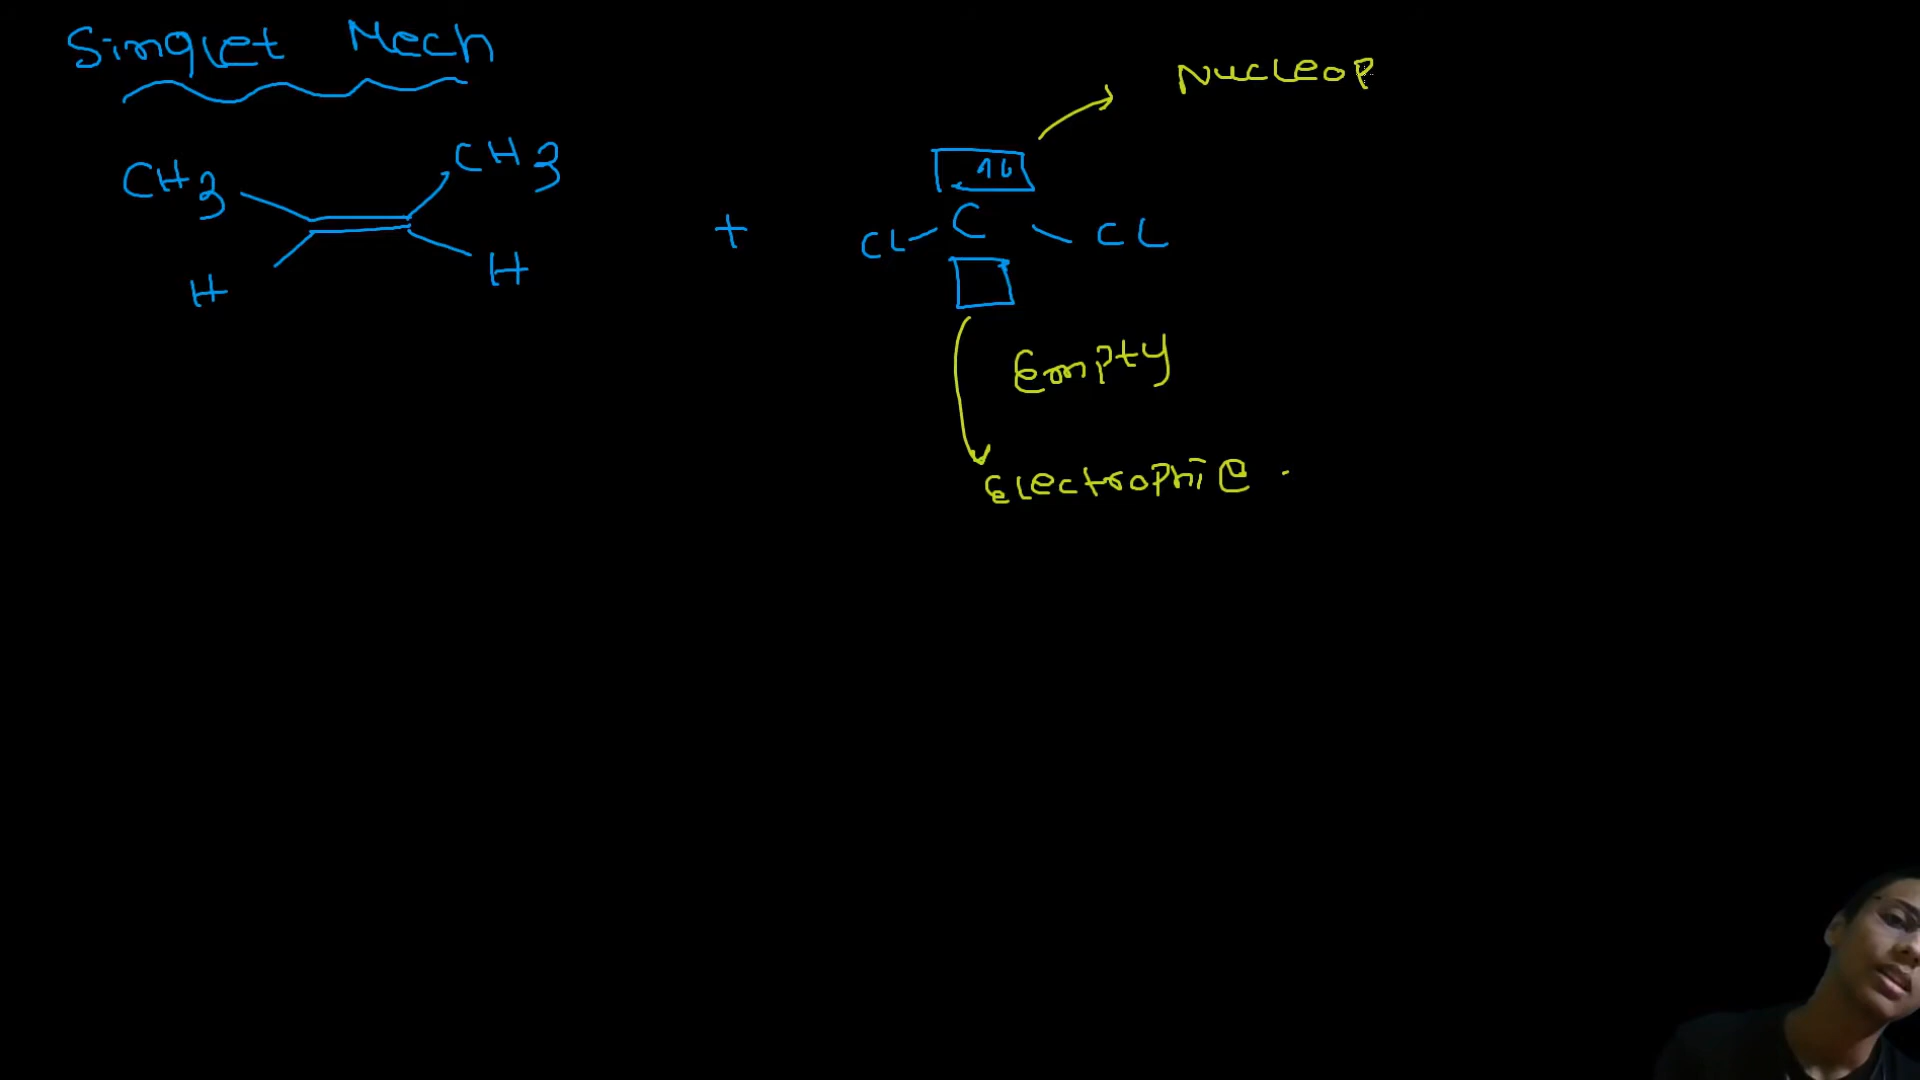 Singlet Mech
Nucleop
CH3 CH3
+ Cl C Cl
H H
Empty
Electrophile